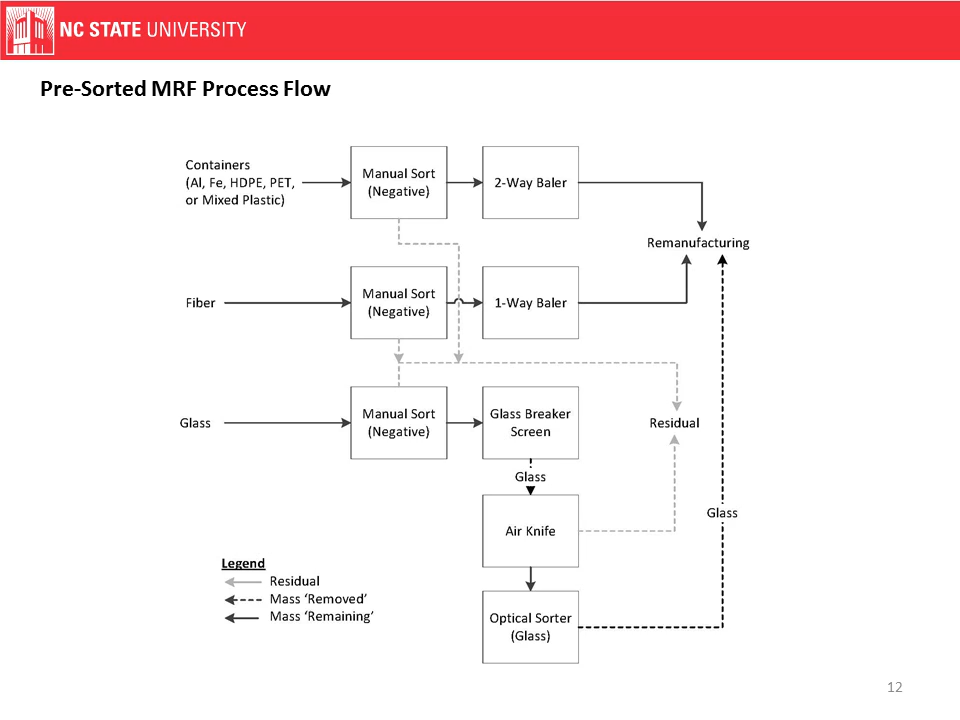 NC STATE UNIVERSITY
Pre-Sorted MRF Process Flow
Containers
(Al, Fe, HDPE, PET,
or Mixed Plastic)
Manual Sort
(Negative)
2-Way Baler
Remanufacturing
Fiber
Manual Sort
(Negative)
1-Way Baler
Glass
Manual Sort
(Negative)
Glass Breaker
Screen
Residual
Glass
Glass
Air Knife
Legend
Residual
Mass ‘Removed’
Mass ‘Remaining’
Optical Sorter
(Glass)
12